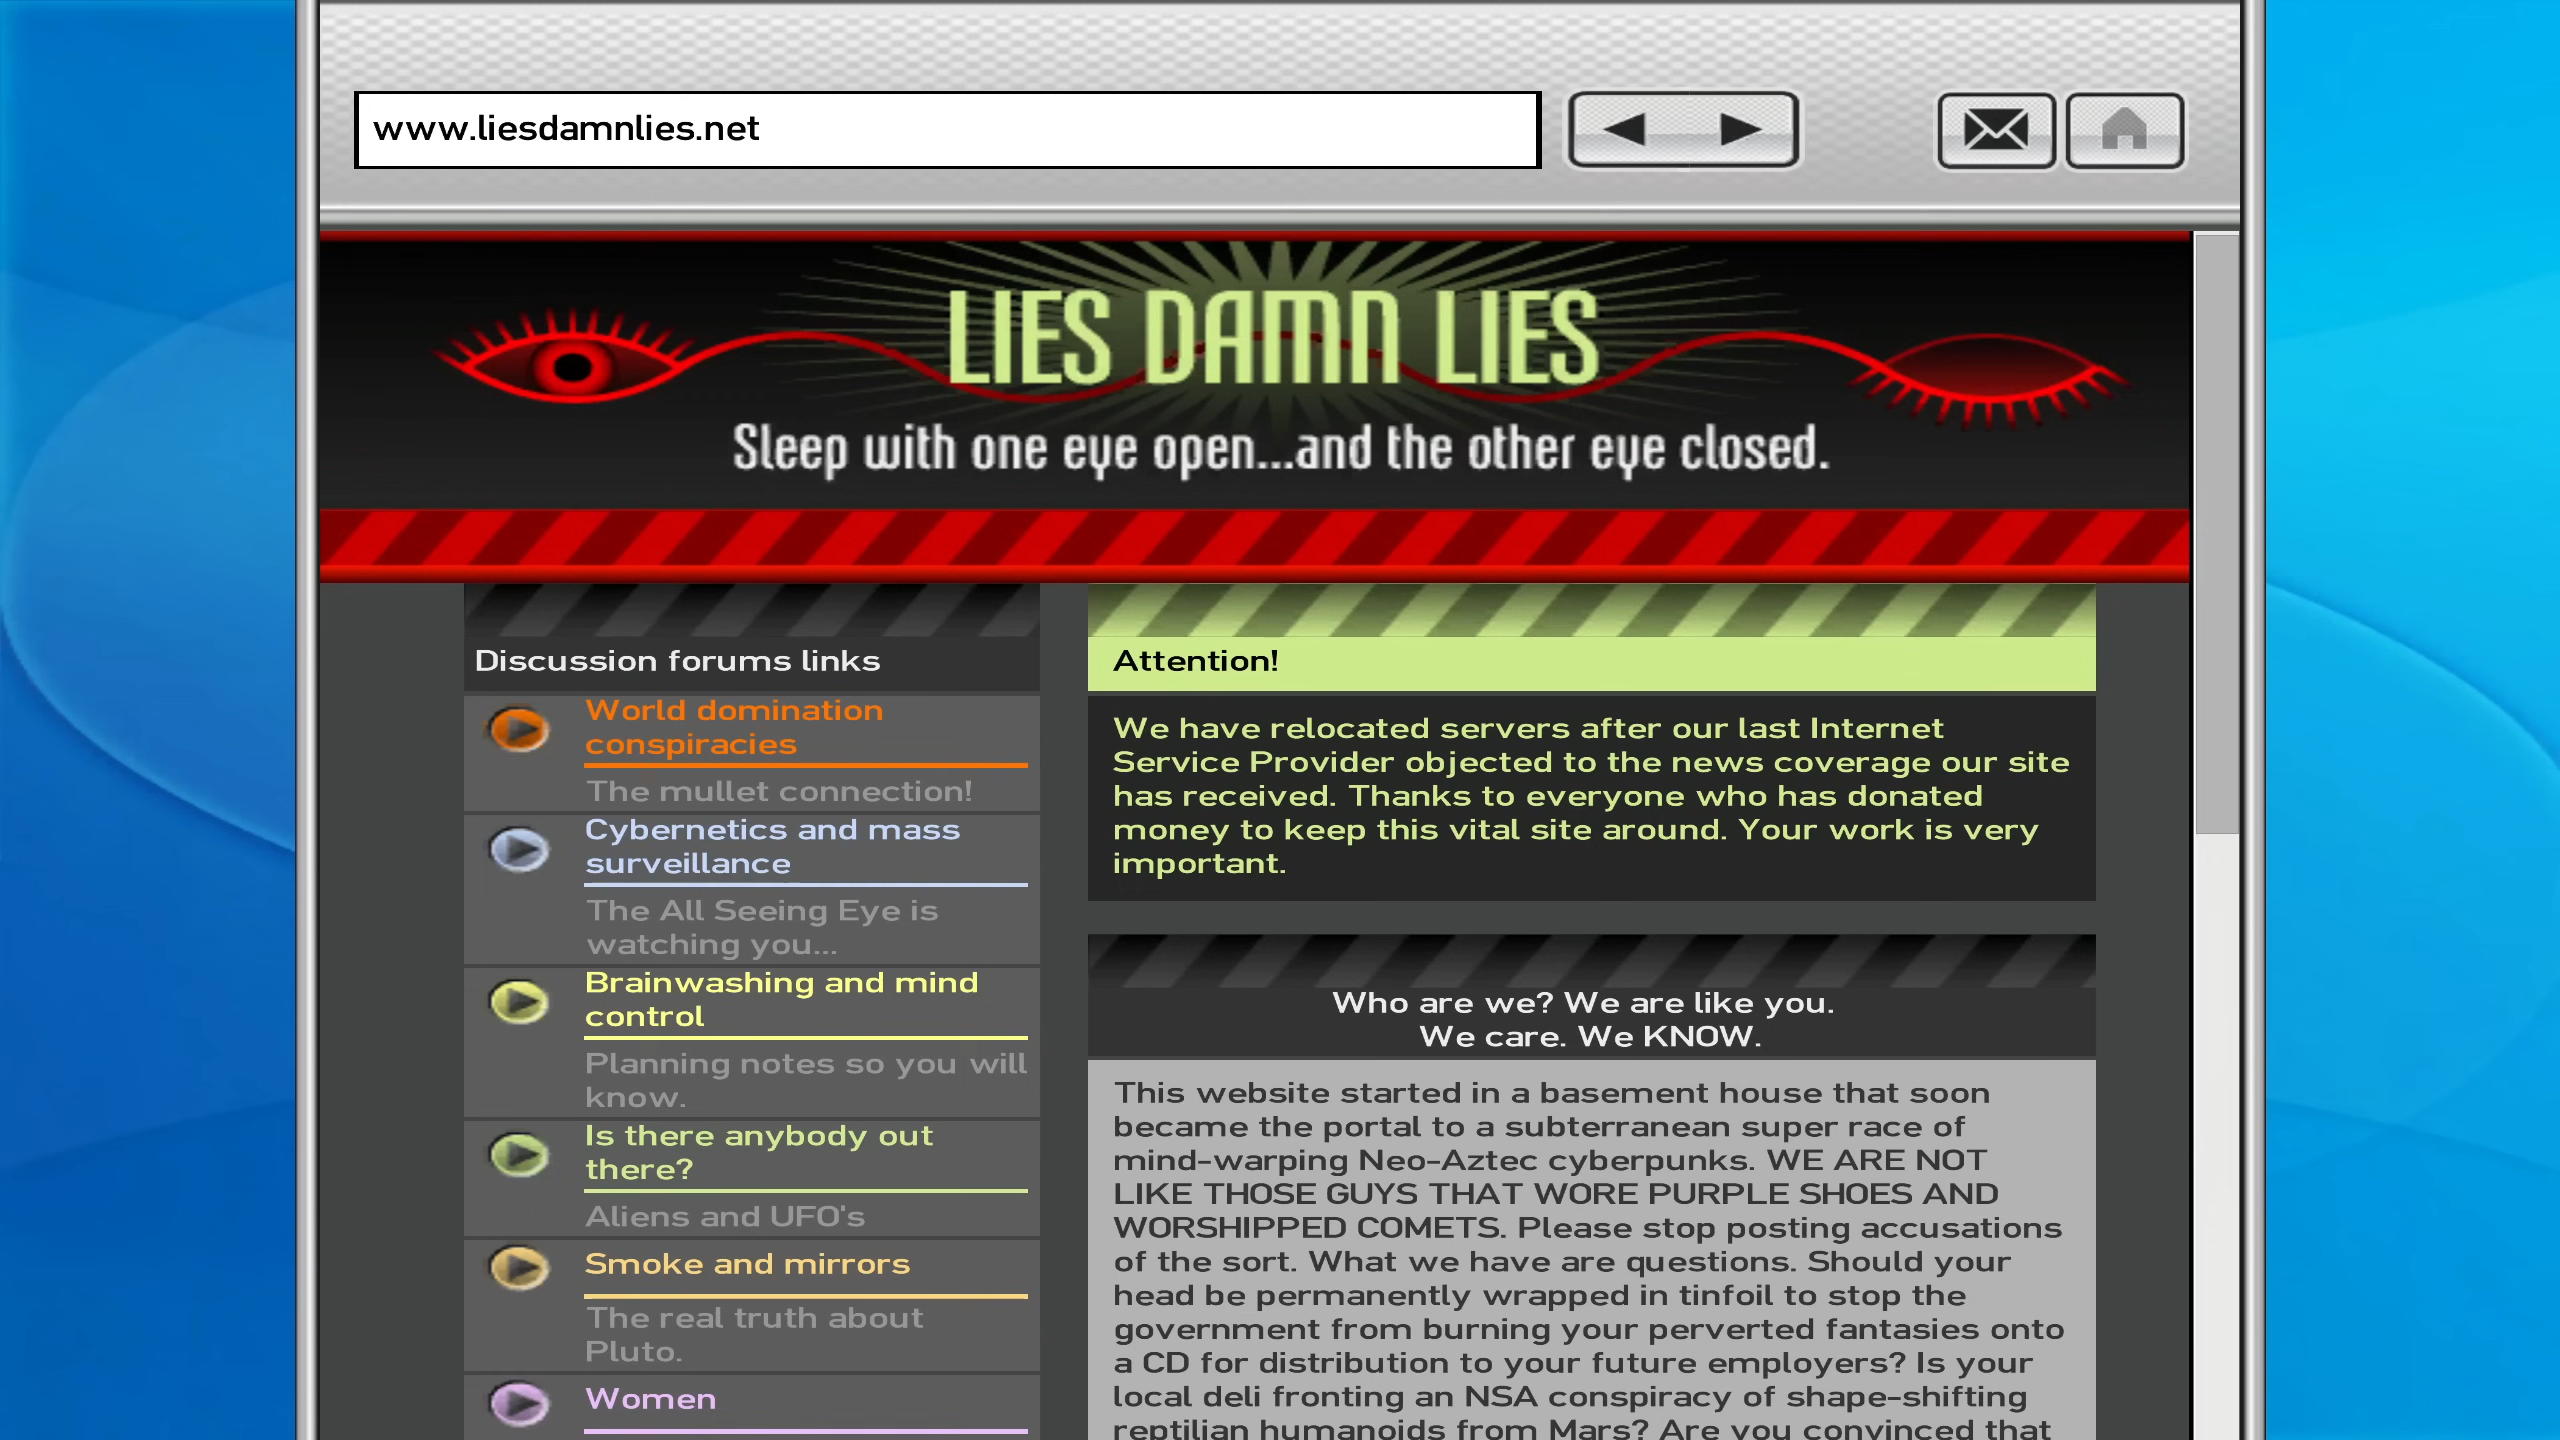 www.liesdamnlies.net
LIES DAMN LIES
Sleep with one eye open...and the other eye closed.
Discussion forums links
World domination
conspiracies
The mullet connection!
Cybernetics and mass
surveillance
The All Seeing Eye is
watching you...
Brainwashing and mind
control
Planning notes so you will
know.
Is there anybody out
there?
Aliens and UFO's
Smoke and mirrors
The real truth about
Pluto.
Women
Attention!
We have relocated servers after our last Internet
Service Provider objected to the news coverage our site
has received. Thanks to everyone who has donated
money to keep this vital site around. Your work is very
important.
Who are we? We are like you.
We care. We KNOW.
This website started in a basement house that soon
became the portal to a subterranean super race of
mind-warping Neo-Aztec cyberpunks. WE ARE NOT
LIKE THOSE GUYS THAT WORE PURPLE SHOES AND
WORSHIPPED COMETS. Please stop posting accusations
of the sort. What we have are questions. Should your
head be permanently wrapped in tinfoil to stop the
government from burning your perverted fantasies onto
a CD for distribution to your future employers? Is your
local deli fronting an NSA conspiracy of shape-shifting
reptilian humanoids from Mars? Are you convinced that